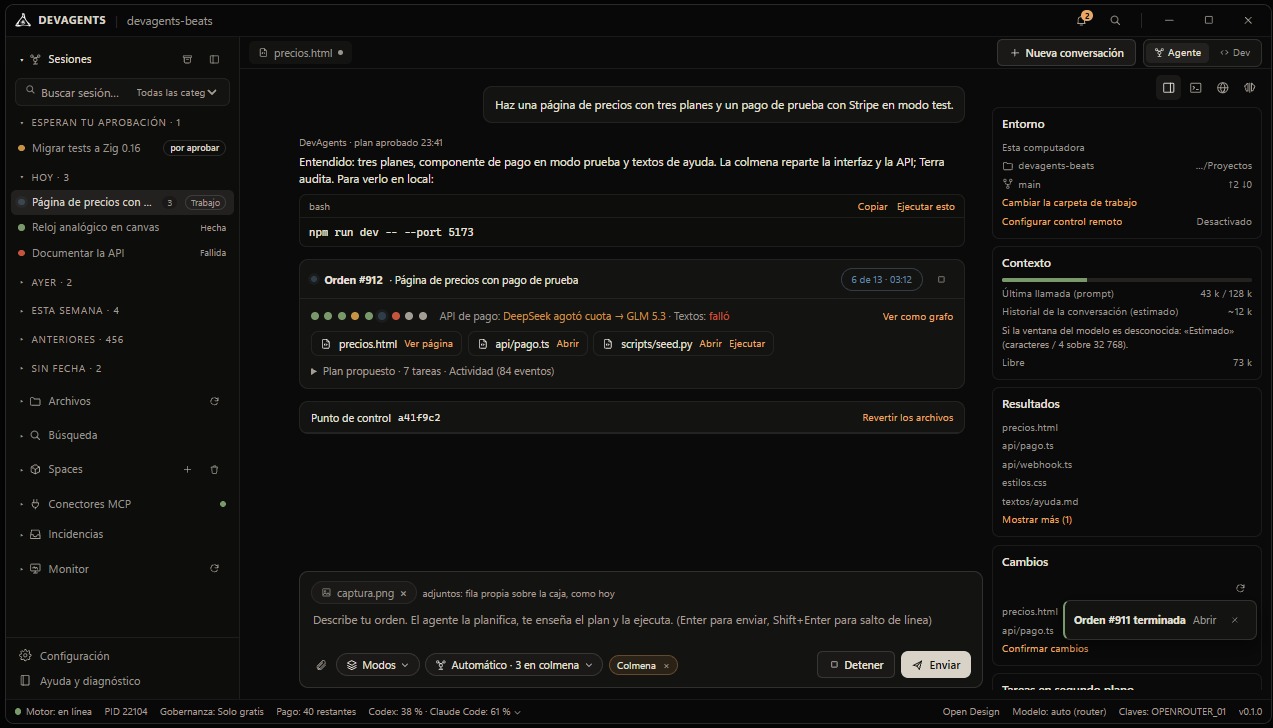 DEVAGENTS devagents-beats 2
Sesiones
Buscar sesión... Todas las categ
ESPERAN TU APROBACIÓN · 1
Migrar tests a Zig 0.16 por aprobar
HOY · 3
Página de precios con ... 3 Trabajo
Reloj analógico en canvas Hecha
Documentar la API Fallida
AYER · 2
ESTA SEMANA · 4
ANTERIORES · 456
SIN FECHA · 2
Archivos
Búsqueda
Spaces
Conectores MCP
Incidencias
Monitor
Configuración
Ayuda y diagnóstico
precios.html
Nueva conversación Agente Dev
Haz una página de precios con tres planes y un pago de prueba con Stripe en modo test.
DevAgents · plan aprobado 23:41
Entendido: tres planes, componente de pago en modo prueba y textos de ayuda. La colmena reparte la interfaz y la API; Terra
audita. Para verlo en local:
bash Copiar Ejecutar esto
npm run dev -- --port 5173
Orden #912 · Página de precios con pago de prueba 6 de 13 · 03:12
API de pago: DeepSeek agotó cuota → GLM 5.3 · Textos: falló Ver como grafo
precios.html Ver página api/pago.ts Abrir scripts/seed.py Abrir Ejecutar
Plan propuesto · 7 tareas · Actividad (84 eventos)
Punto de control a41f9c2 Revertir los archivos
captura.png × adjuntos: fila propia sobre la caja, como hoy
Describe tu orden. El agente la planifica, te enseña el plan y la ejecuta. (Enter para enviar, Shift+Enter para salto de línea)
Modos Automático · 3 en colmena Colmena × Detener Enviar
Entorno
Esta computadora
devagents-beats .../Proyectos
main ↑2 ↓0
Cambiar la carpeta de trabajo
Configurar control remoto Desactivado
Contexto
Última llamada (prompt) 43 k / 128 k
Historial de la conversación (estimado) ~12 k
Si la ventana del modelo es desconocida: «Estimado»
(caracteres / 4 sobre 32 768).
Libre 73 k
Resultados
precios.html
api/pago.ts
api/webhook.ts
estilos.css
textos/ayuda.md
Mostrar más (1)
Cambios
precios.html
api/pago.ts
Orden #911 terminada Abrir ×
Confirmar cambios
Tareas en segundo plano
Motor: en línea PID 22104 Gobernanza: Solo gratis Pago: 40 restantes Codex: 38 % · Claude Code: 61 % Open Design Modelo: auto (router) Claves: OPENROUTER_01 v0.1.0